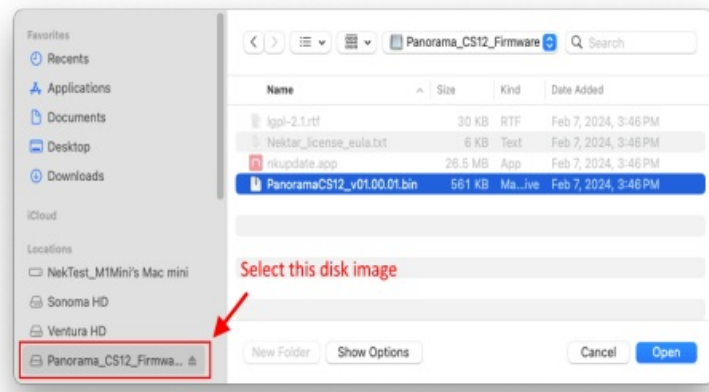 Favorites
Recents
Applications
Documents
Desktop
Downloads
iCloud
Locations
NekTest_M1Mini's Mac mini
Sonoma HD
Ventura HD
Panorama_CS12_Firmwa...
Panorama_CS12_Firmware
Search
Name Size Kind Date Added
lgpl-2.1.rtf 30 KB RTF Feb 7, 2024, 3:46 PM
Nektar_license_eula.txt 6 KB Text Feb 7, 2024, 3:46 PM
nkupdate.app 26.5 MB App Feb 7, 2024, 3:46 PM
PanoramaCS12_v01.00.01.bin 561 KB Ma...ive Feb 7, 2024, 3:46 PM
Select this disk image
New Folder Show Options Cancel Open